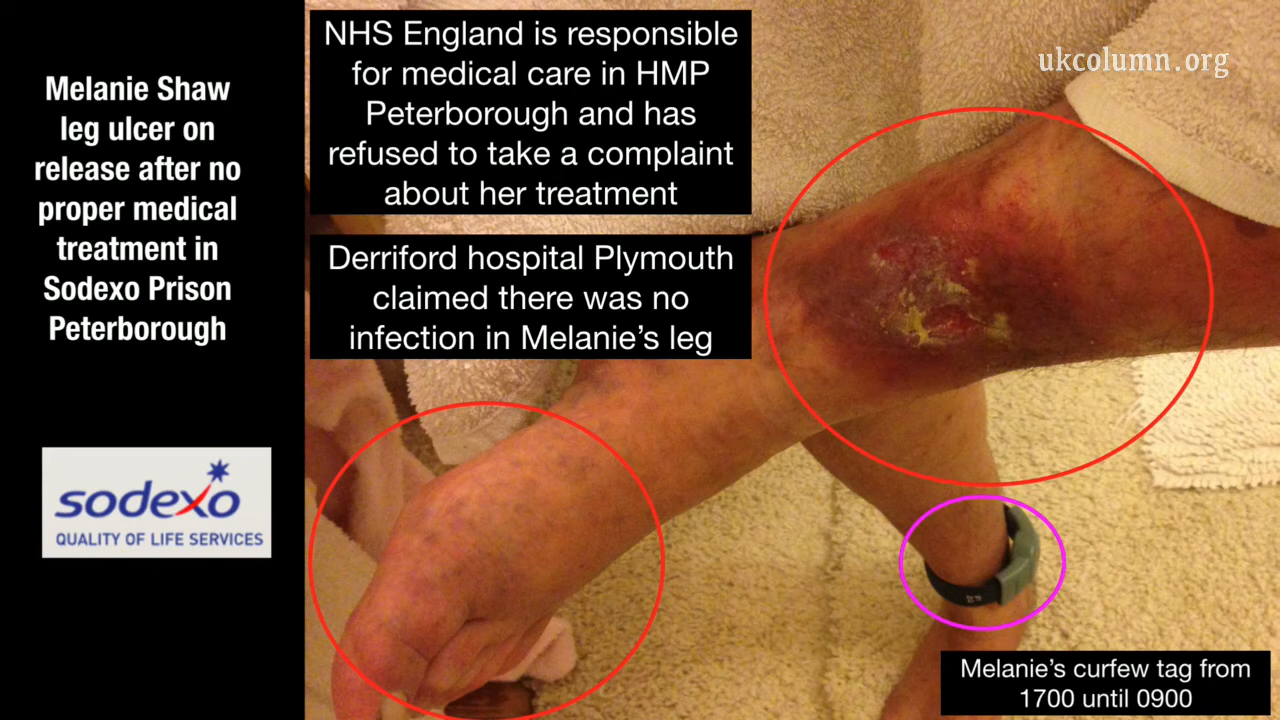 Melanie Shaw
leg ulcer on
release after no
proper medical
treatment in
Sodexo Prison
Peterborough
sodexo
QUALITY OF LIFE SERVICES
NHS England is responsible
for medical care in HMP
Peterborough and has
refused to take a complaint
about her treatment
Derriford hospital Plymouth
claimed there was no
infection in Melanie's leg
ukcolumn.org
Melanie's curfew tag from
1700 until 0900